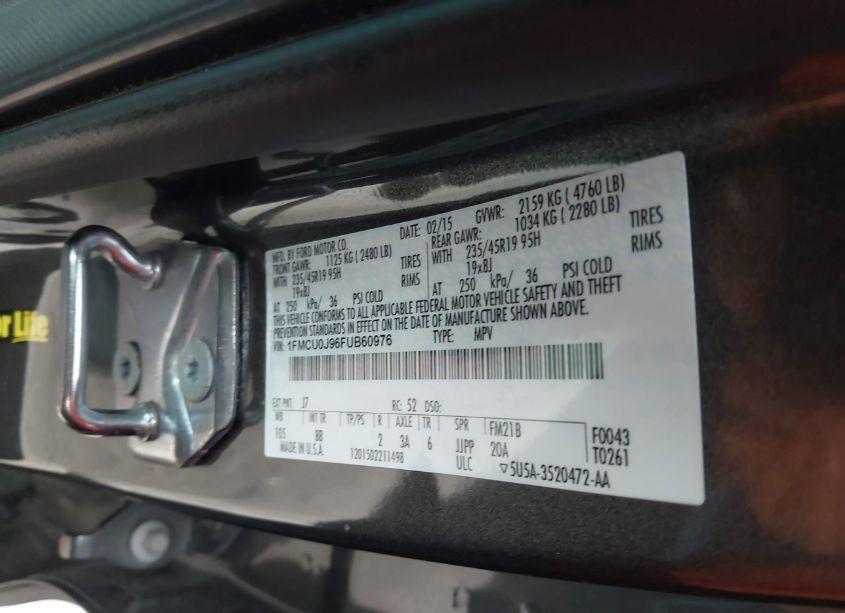 or Life
MFD. BY FORD MOTOR CO. DATE: 02/15 GVWR: 2159 KG ( 4760 LB)
FRONT GAWR: 1125 KG ( 2480 LB) REAR GAWR: 1034 KG ( 2280 LB)
WITH 235/45R19 95H TIRES WITH 235/45R19 95H TIRES
19x8J RIMS 19x8J RIMS
AT 250 kPa/ 36 PSI COLD AT 250 kPa/ 36 PSI COLD
THIS VEHICLE CONFORMS TO ALL APPLICABLE FEDERAL MOTOR VEHICLE SAFETY AND THEFT
PREVENTION STANDARDS IN EFFECT ON THE DATE OF MANUFACTURE SHOWN ABOVE.
VIN: 1FMCU0J96FUB60976 TYPE: MPV
EXT PNT: J7 RC: 52 DSO:
WB INT TR TP/PS R AXLE TR SPR FM21B F0043
105 88 2 3A 6 JJPP 20A T0261
MADE IN U.S.A. 1201502211498 ULC ▽5U5A-3520472-AA